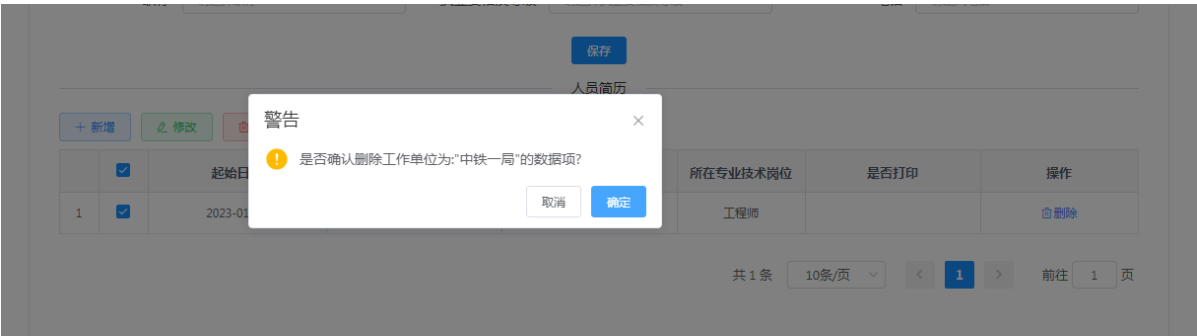 保存
人员简历
+ 新增
修改
警告
是否确认删除工作单位为:"中铁一局"的数据项?
取消
确定
起始日
所在专业技术岗位
是否打印
操作
1
2023-01
工程师
删除
共 1 条
10条/页
1
前往
1
页